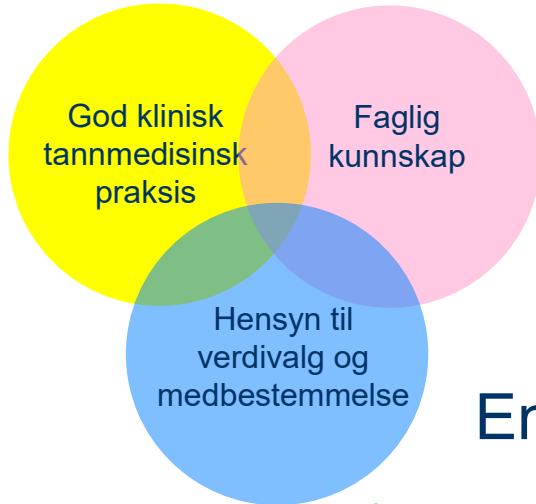 God klinisk
tannmedisinsk
praksis
Faglig
kunnskap
Hensyn til
verdivalg og
medbestemmelse